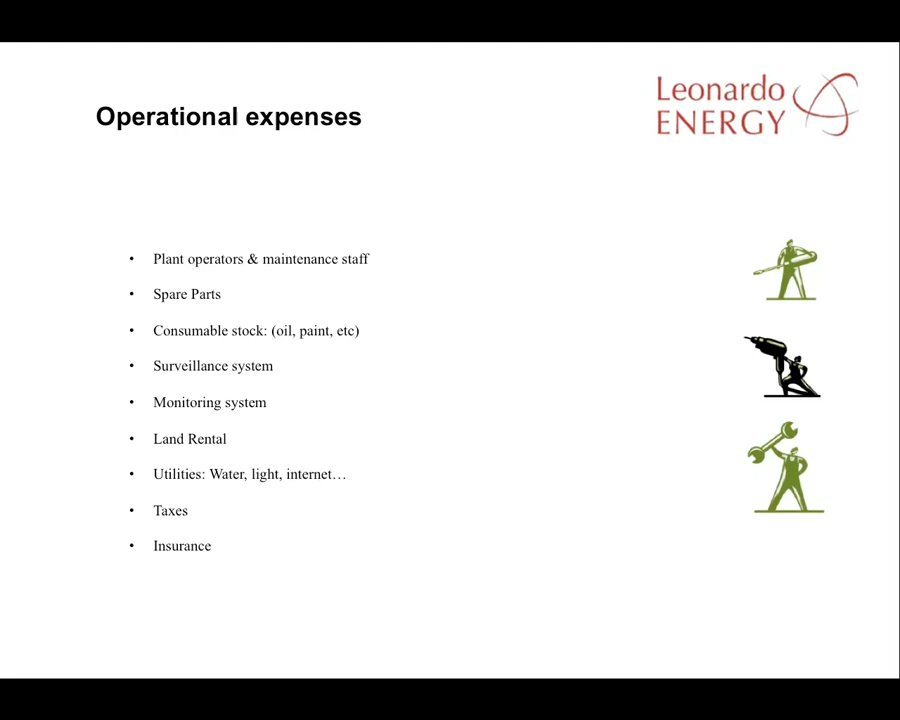 Leonardo
ENERGY
Operational expenses
• Plant operators & maintenance staff
• Spare Parts
• Consumable stock: (oil, paint, etc)
• Surveillance system
• Monitoring system
• Land Rental
• Utilities: Water, light, internet…
• Taxes
• Insurance